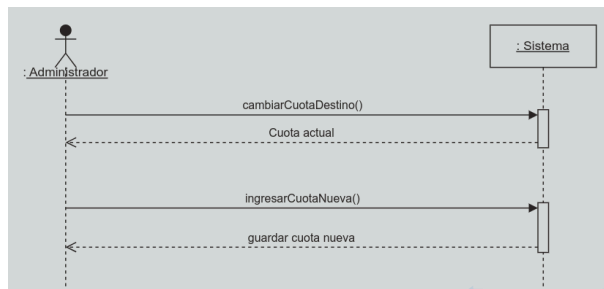 : Administrador
: Sistema
cambiarCuotaDestino()
Cuota actual
ingresarCuotaNueva()
guardar cuota nueva